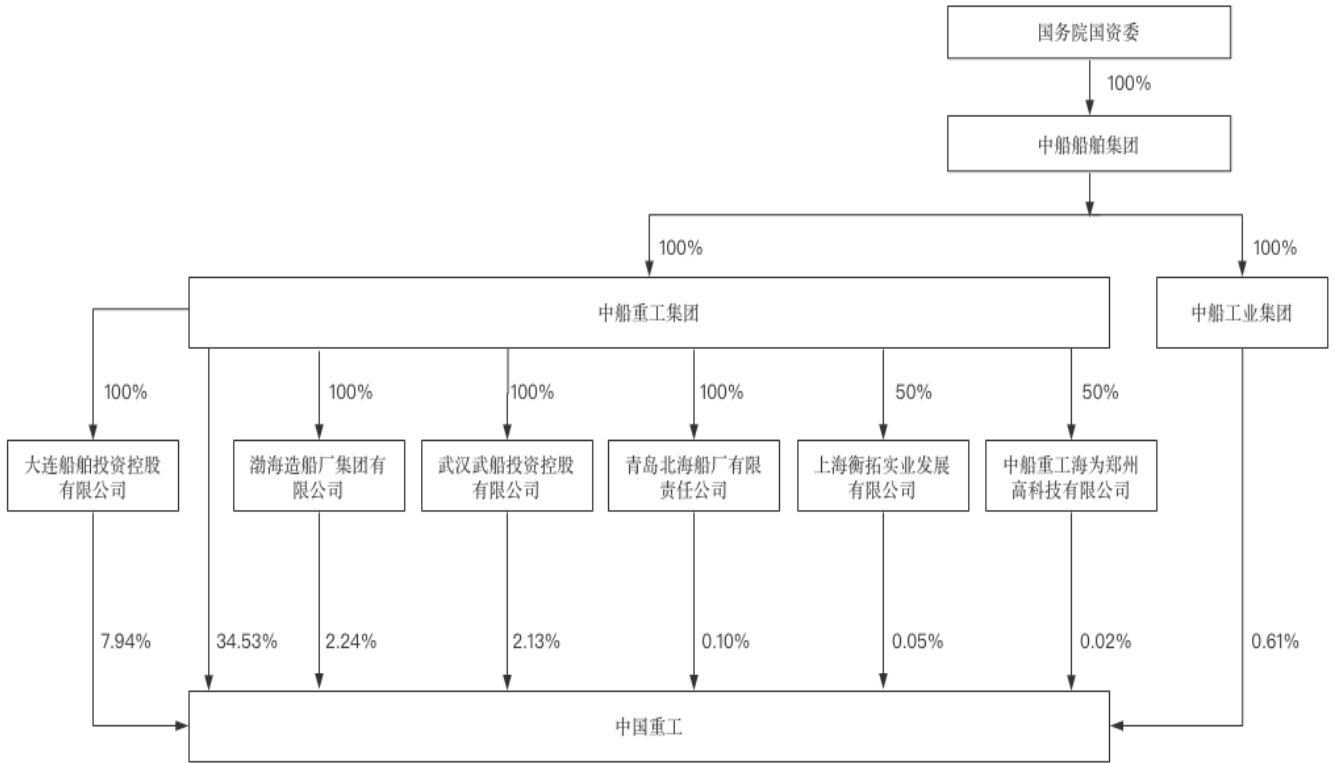 国务院国资委
100%
中船船舶集团
100%
100%
中船重工集团
中船工业集团
100%
100%
100%
100%
50%
50%
大连船舶投资控股
有限公司
渤海造船厂集团有
限公司
武汉武船投资控股
有限公司
青岛北海船厂有限
责任公司
上海衡拓实业发展
有限公司
中船重工海为郑州
高科技有限公司
7.94%
34.53%
2.24%
2.13%
0.10%
0.05%
0.02%
0.61%
中国重工